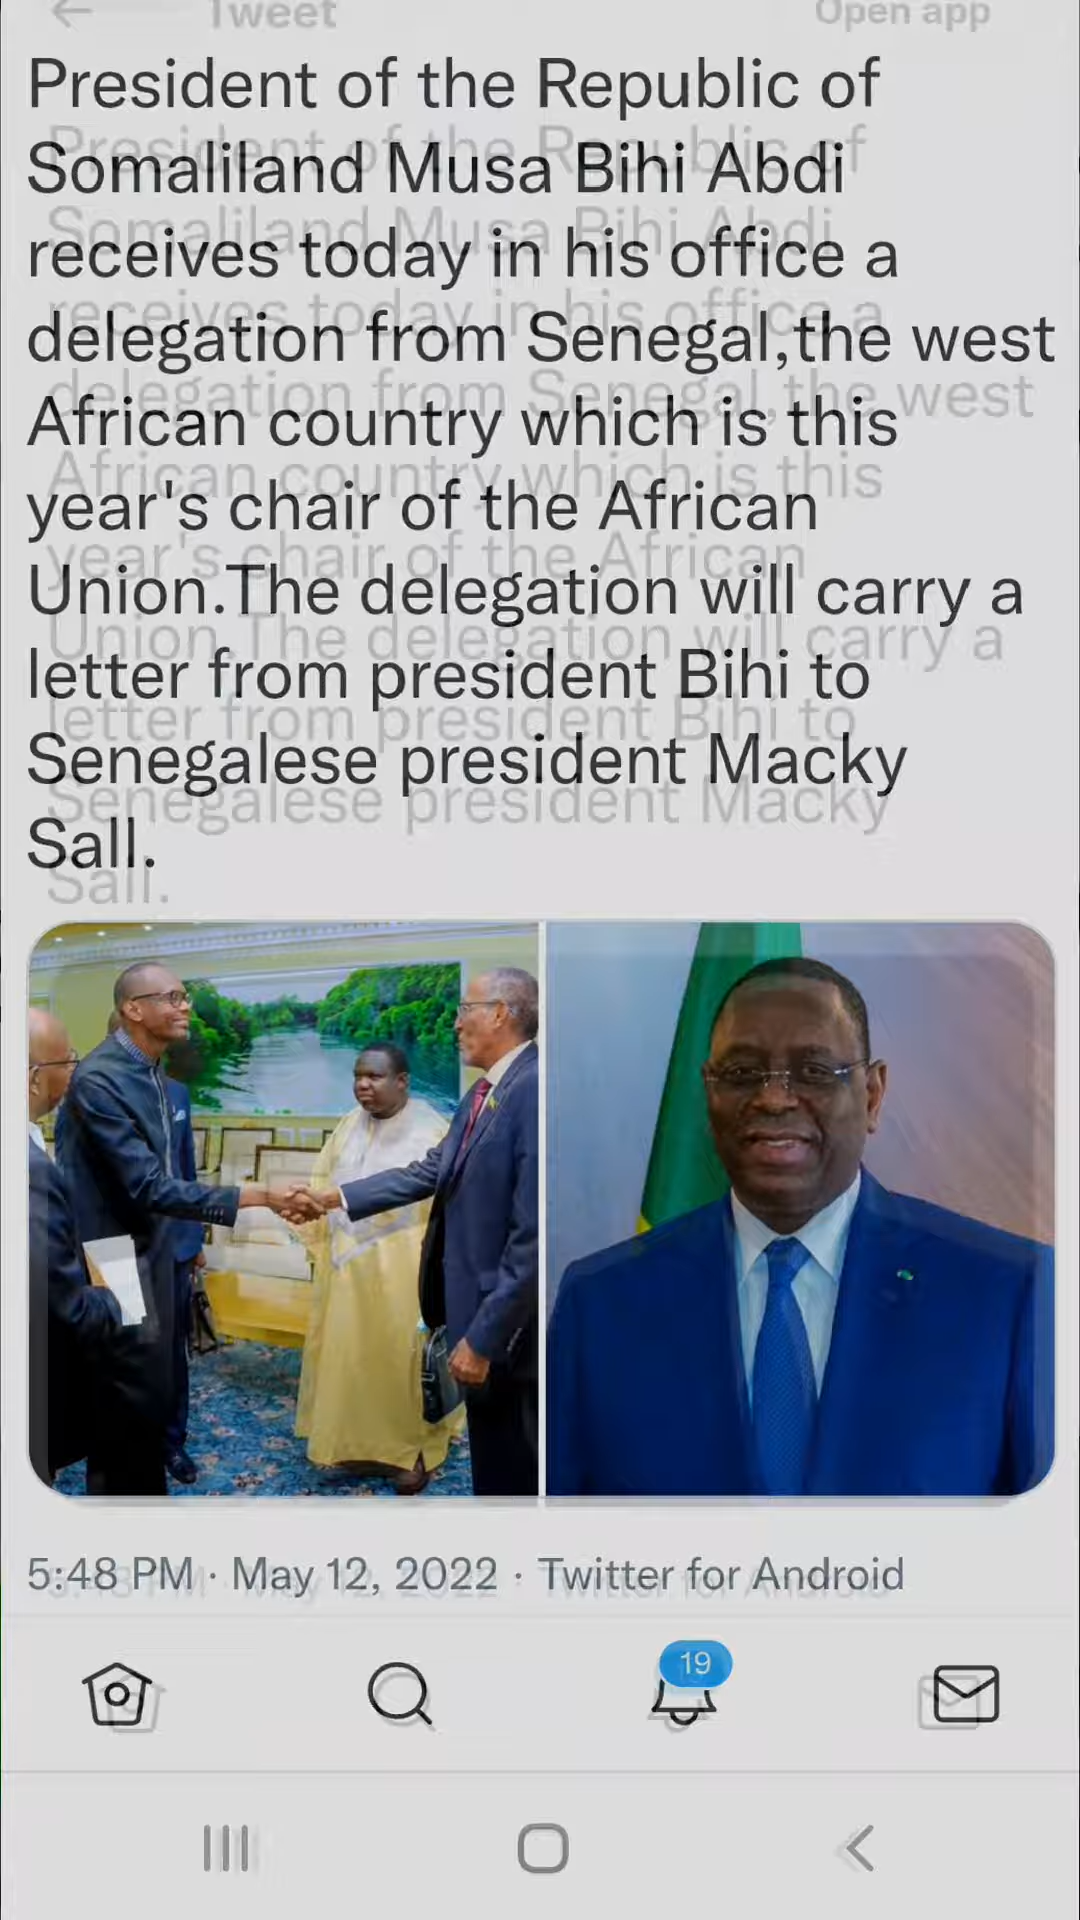 Tweet
Open app
President of the Republic of
Somaliland Musa Bihi Abdi
receives today in his office a
delegation from Senegal,the west
African country which is this
year's chair of the African
Union.The delegation will carry a
letter from president Bihi to
Senegalese president Macky
Sall.
5:48 PM · May 12, 2022 · Twitter for Android
19